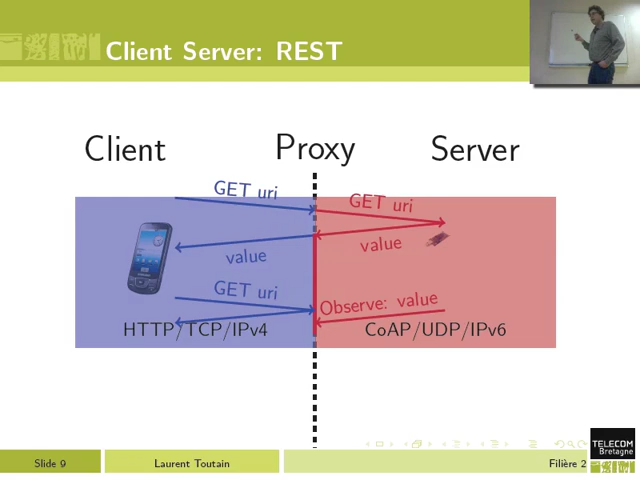 Client Server: REST
Client
Proxy
Server
GET uri
GET uri
value
value
GET uri
Observe: value
HTTP/TCP/IPv4
CoAP/UDP/IPv6
TELECOM
Bretagne
Slide 9
Laurent Toutain
Filière 2